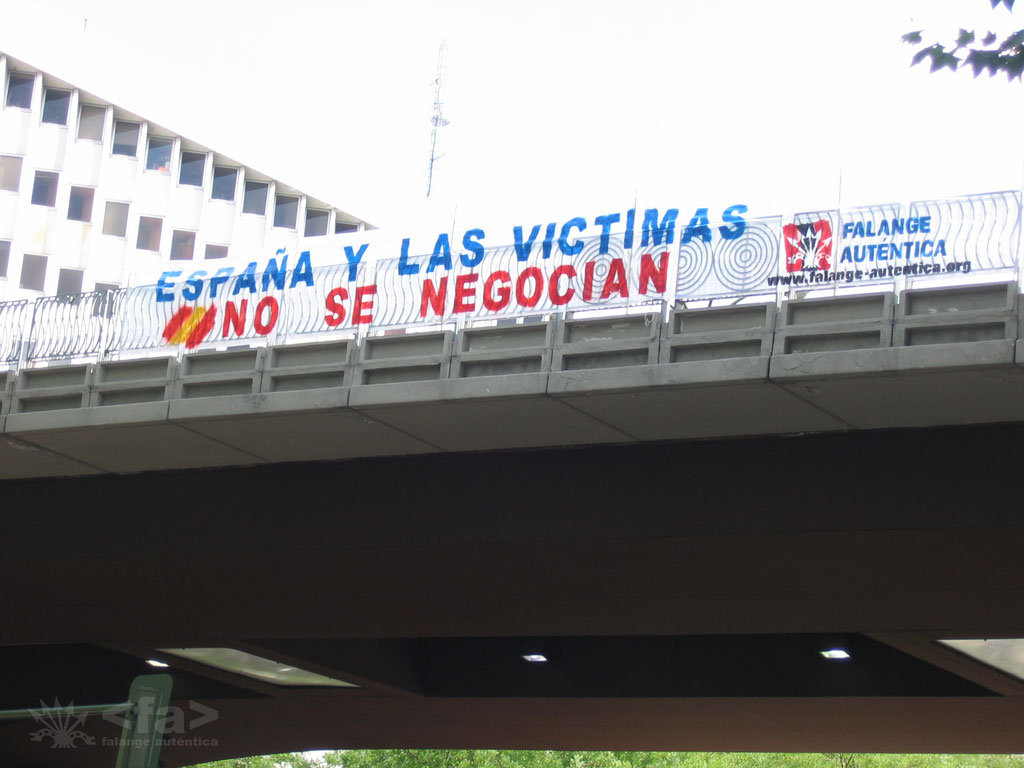 ESPAÑA Y LAS VICTIMAS
NO SE NEGOCIAN
FALANGE
AUTÉNTICA
www.falange-autentica.org
<fa>
falange auténtica